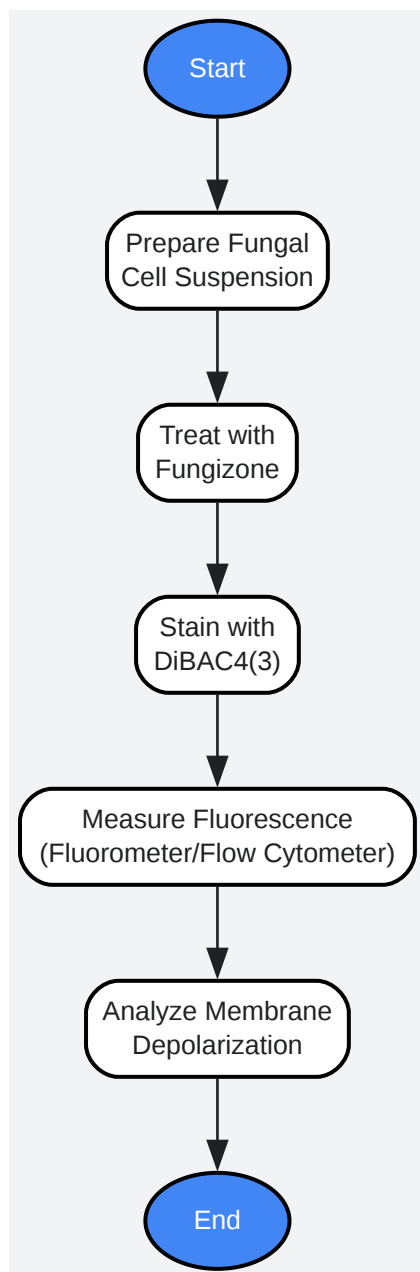 Start
Prepare Fungal
Cell Suspension
Treat with
Fungizone
Stain with
DiBAC4(3)
Measure Fluorescence
(Fluorometer/Flow Cytometer)
Analyze Membrane
Depolarization
End